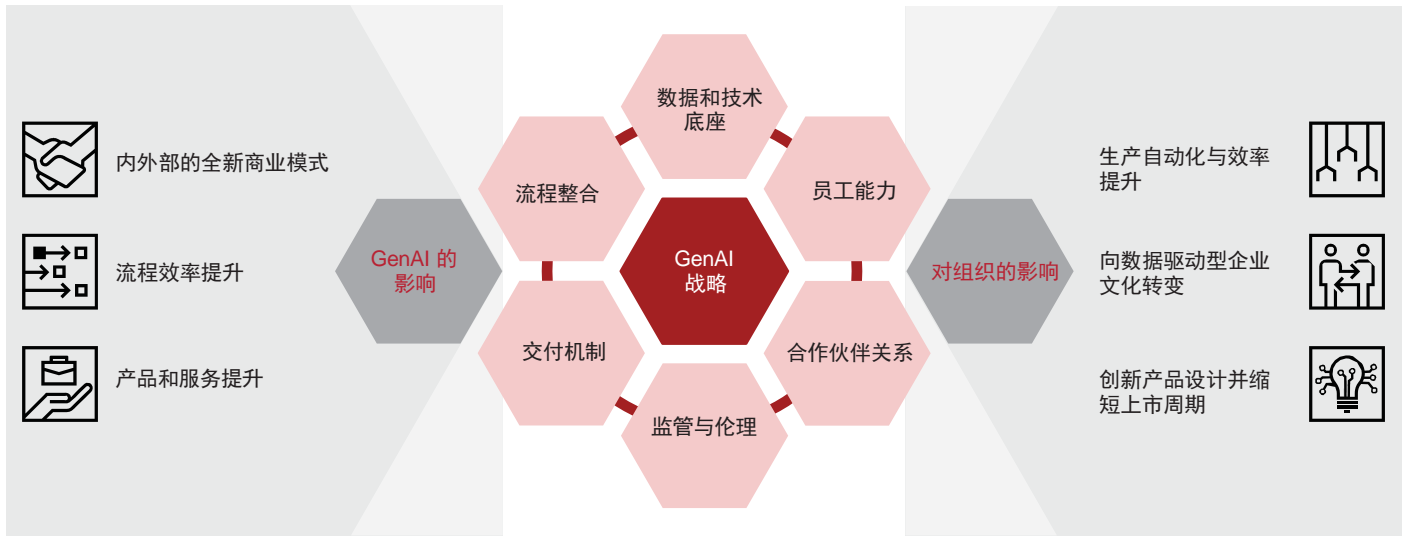 内外部的全新商业模式
流程效率提升
产品和服务提升
GenAI 的
影响
数据和技术
底座
流程整合
员工能力
GenAI
战略
交付机制
合作伙伴关系
监管与伦理
对组织的影响
生产自动化与效率
提升
向数据驱动型企业
文化转变
创新产品设计并缩
短上市周期